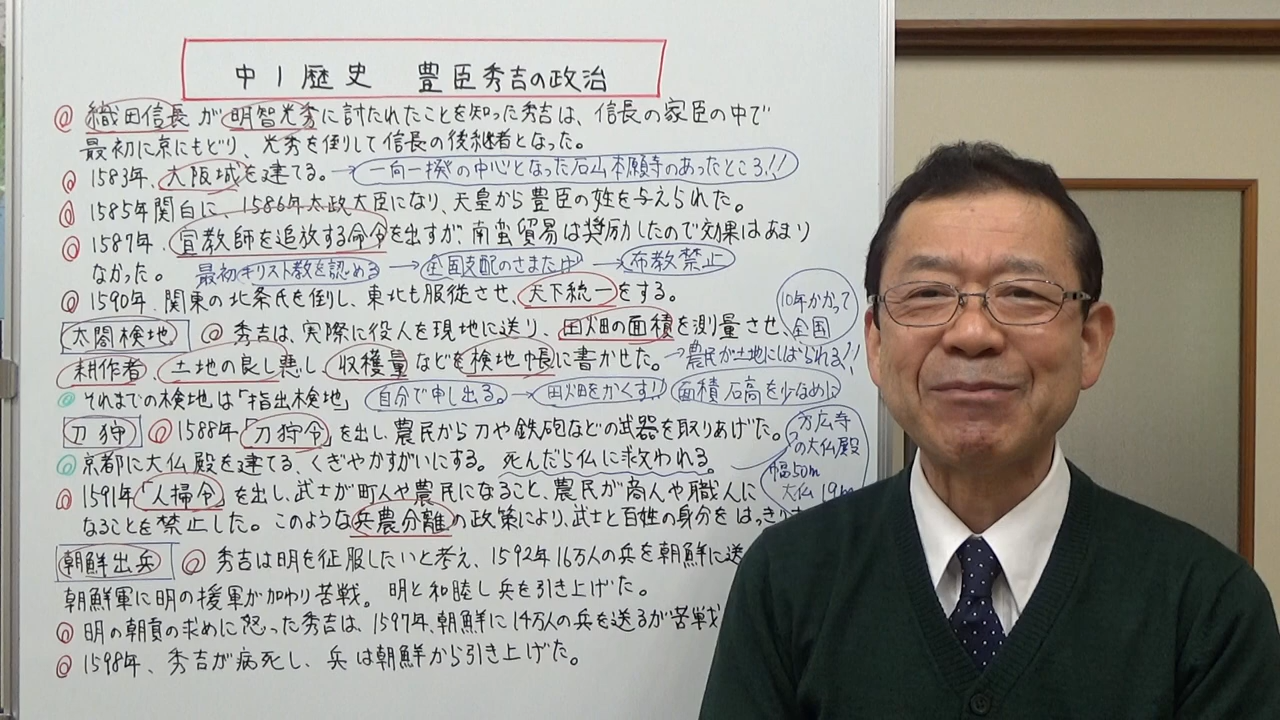 中1歴史 豊臣秀吉の政治
◎ 織田信長が明智光秀に討たれたことを知った秀吉は、信長の家臣の中で
最初に京にもどり、光秀を倒して信長の後継者となった。
◎ 1583年、大阪城を建てる。→一向一揆の中心となった石山本願寺のあったところ!!
◎ 1585年関白に、1586年太政大臣になり、天皇から豊臣の姓を与えられた。
◎ 1587年、宣教師を追放する命令を出すが、南蛮貿易は奨励したので効果はあまり
なかった。 最初キリスト教を認める→全国支配のさまたげ→布教禁止
◎ 1590年、関東の北条氏を倒し、東北も服従させ、天下統一をする。
10年かかって
全国
太閤検地 ◎ 秀吉は、実際に役人を現地に送り、田畑の面積を測量させ、
耕作者、土地の良し悪し、収穫量などを検地帳に書かせた。→農民が土地にしばられる!!
◎ それまでの検地は「指出検地」 自分で申し出る。→田畑をかくす!! 面積石高を少なめに
刀狩 ◎ 1588年「刀狩令」を出し、農民から刀や鉄砲などの武器を取りあげた。
◎ 京都に大仏殿を建てる、くぎやかすがいにする。死んだら仏に救われる。
方広寺
の大仏殿
幅50m
大仏19m
◎ 1591年「人掃令」を出し、武士が町人や農民になること、農民が商人や職人に
なることを禁止した。このような兵農分離の政策により、武士と百姓の身分をはっきり
朝鮮出兵 ◎ 秀吉は明を征服したいと考え、1592年16万人の兵を朝鮮に送
朝鮮軍に明の援軍が加わり苦戦。明と和睦し兵を引き上げた。
◎ 明の朝貢の求めに怒った秀吉は、1597年、朝鮮に14万人の兵を送るが苦戦
◎ 1598年、秀吉が病死し、兵は朝鮮から引き上げた。